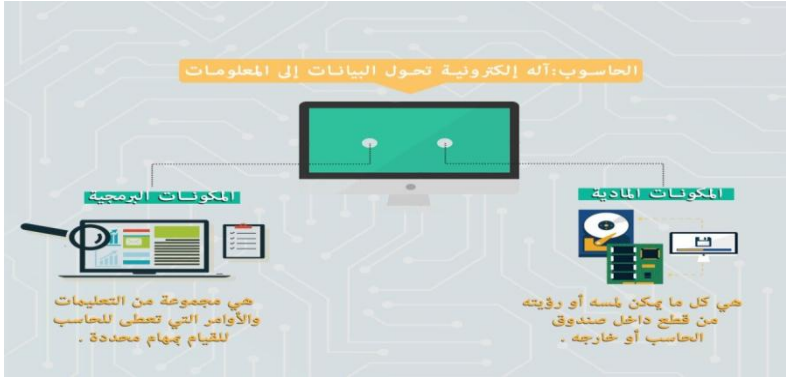 الحاسوب:آله إلكترونية تحول البيانات إلى المعلومات
المكونات المادية
هي كل ما يمكن لمسه أو رؤيته
من قطع داخل صندوق
الحاسب أو خارجه .
المكونات البرمجية
هي مجموعة من التعليمات
والأوامر التي تعطى للحاسب
للقيام بمهام محددة .